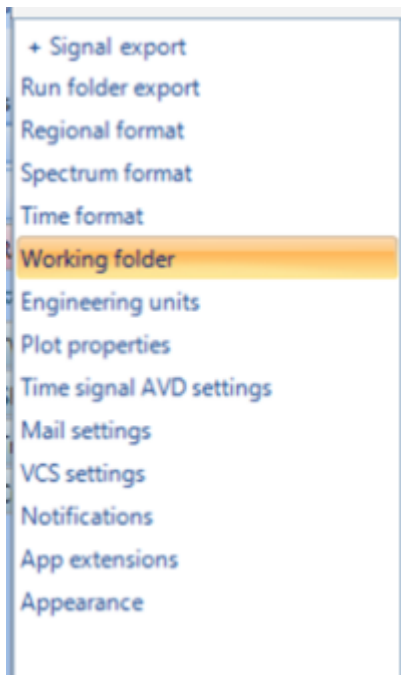 + Signal export
Run folder export
Regional format
Spectrum format
Time format
Working folder
Engineering units
Plot properties
Time signal AVD settings
Mail settings
VCS settings
Notifications
App extensions
Appearance